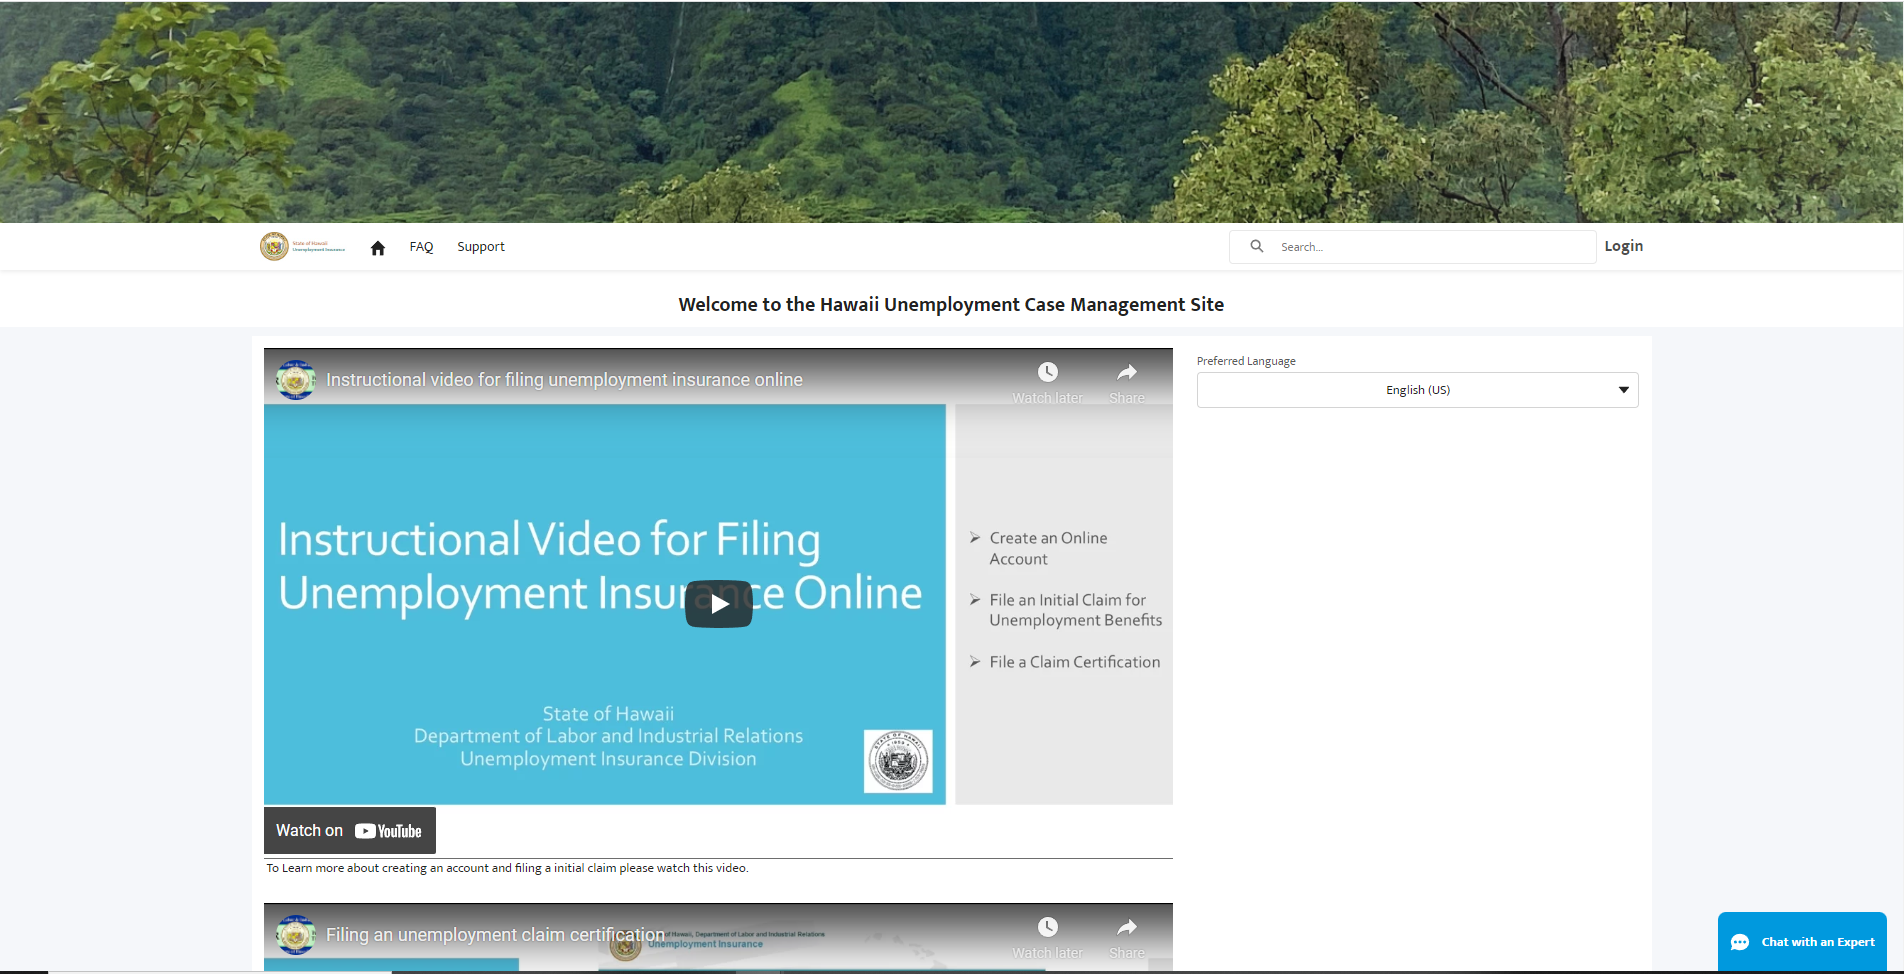 State of Hawaii
Unemployment Insurance
FAQ
Support
Search...
Login
Welcome to the Hawaii Unemployment Case Management Site
Instructional video for filing unemployment insurance online
Watch later
Share
Instructional Video for Filing
Unemployment Insurance Online
State of Hawaii
Department of Labor and Industrial Relations
Unemployment Insurance Division
Create an Online
Account
File an Initial Claim for
Unemployment Benefits
File a Claim Certification
Watch on YouTube
To Learn more about creating an account and filing a initial claim please watch this video.
Preferred Language
English (US)
Filing an unemployment claim certification
Hawaii, Department of Labor and Industrial Relations
Unemployment Insurance
Watch later
Share
Chat with an Expert